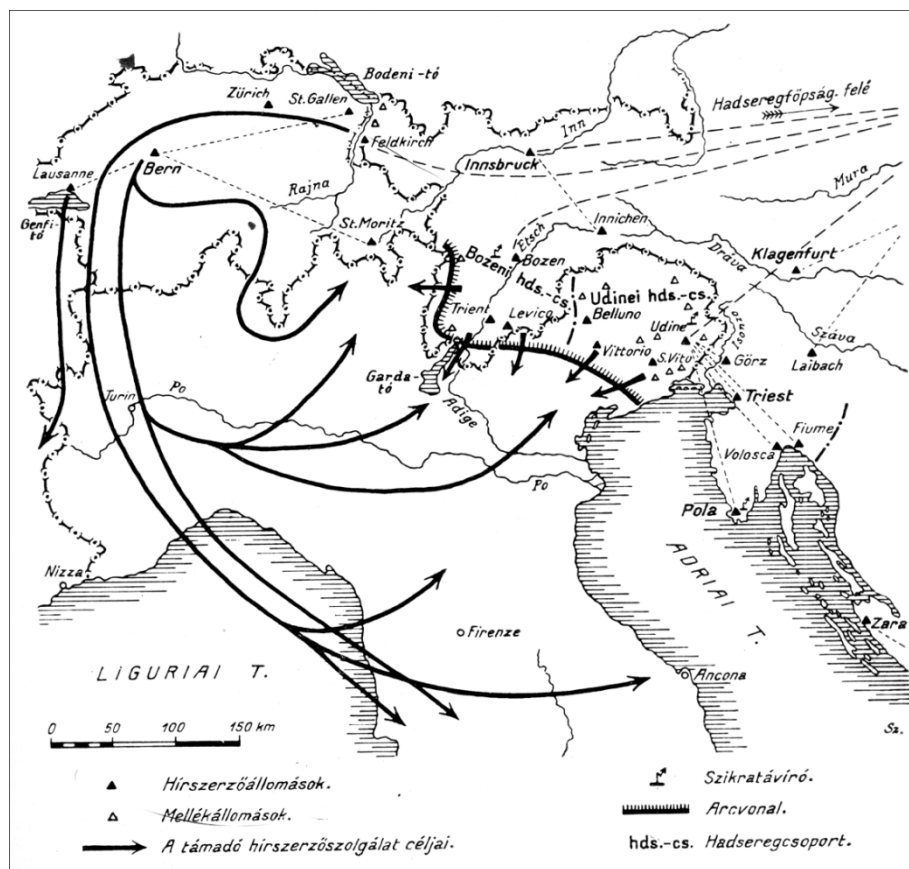 Bodeni-tó
Zürich
St. Gallen
Hadseregfőpság. felé
Feldkirch
Inn
Innsbruck
Bern
Lausanne
Genfi-tó
Rajna
Mura
St. Moritz
Innichen
Etsch
Bozen
Dráva
Klagenfurt
Bozeni hds.-cs.
Udinei hds.-cs.
Trient
Levico
Belluno
Udine
Isonzo
Száva
Vittorio
S. Vito
Görz
Laibach
Garda-tó
Adige
Turin
Po
Triest
Volosca
Fiume
Po
Pola
Nizza
ADRIAI T.
Zara
Firenze
LIGURIAI T.
Ancona
0 50 100 150 km
Sz.
Hírszerzőállomások.
Mellékállomások.
A támadó hírszerzőszolgálat céljai.
Szikratávíró.
Arcvonal.
hds.-cs. Hadseregcsoport.